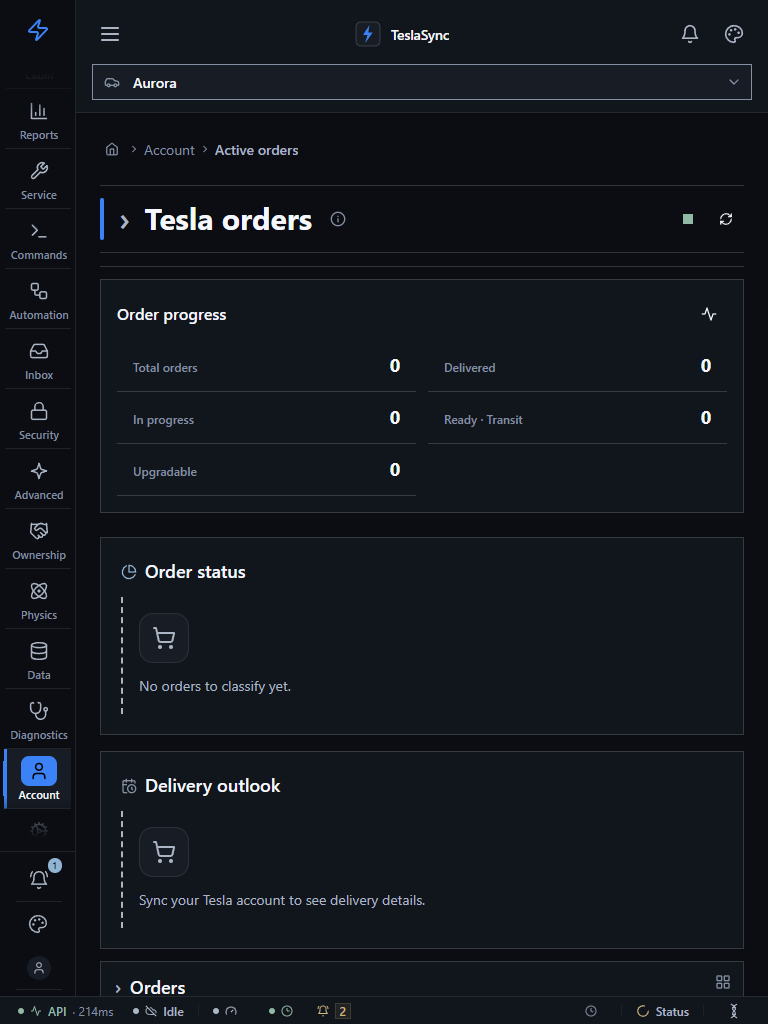 TeslaSync
Aurora
Account
Active orders
Tesla orders
Order progress
Total orders 0
Delivered 0
In progress 0
Ready · Transit 0
Upgradable 0
Order status
No orders to classify yet.
Delivery outlook
Sync your Tesla account to see delivery details.
Orders
Reports
Service
Commands
Automation
Inbox
Security
Advanced
Ownership
Physics
Data
Diagnostics
Account
1
API · 214ms
Idle
2
Status